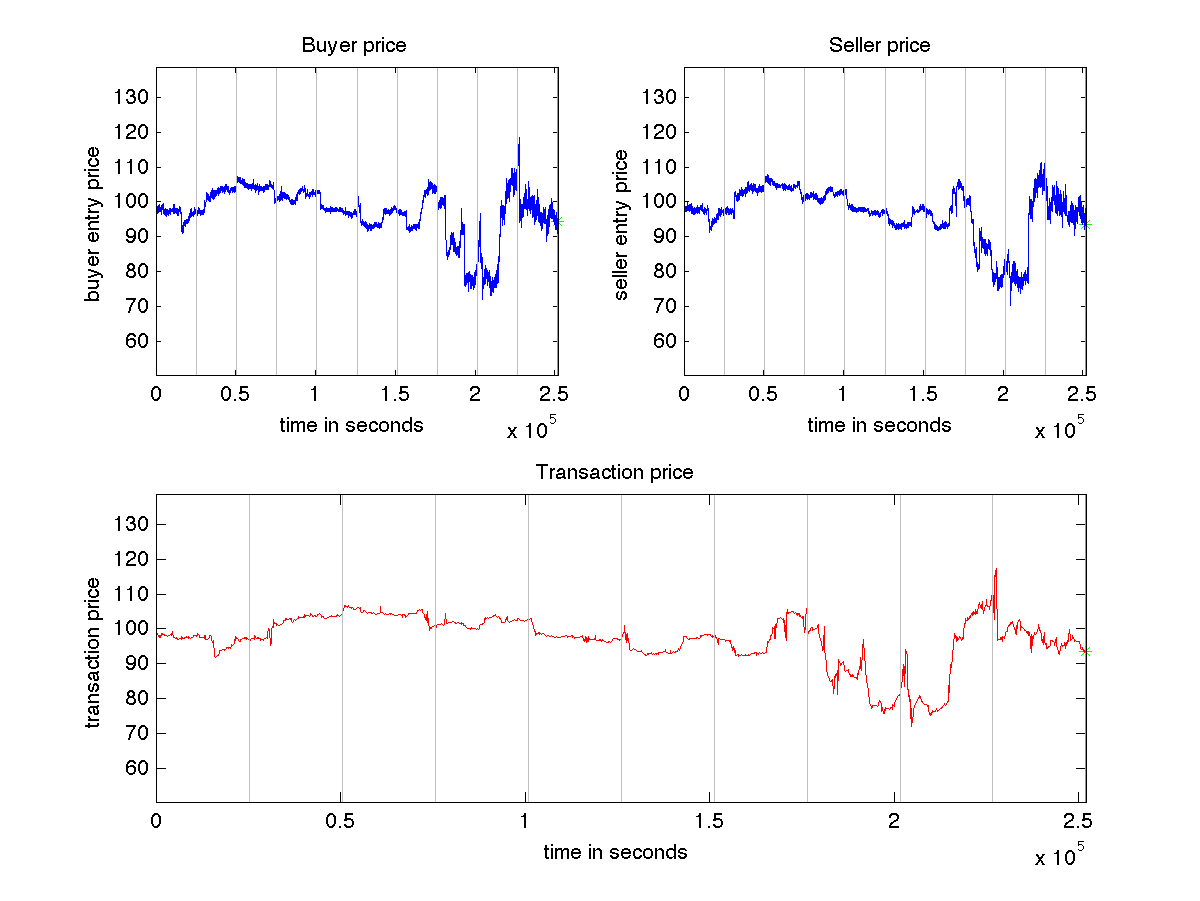 Buyer price
130
120
110
100
90
80
70
60
buyer entry price
0 0.5 1 1.5 2 2.5
time in seconds
x 10^5
Seller price
130
120
110
100
90
80
70
60
seller entry price
0 0.5 1 1.5 2 2.5
time in seconds
x 10^5
Transaction price
130
120
110
100
90
80
70
60
transaction price
0 0.5 1 1.5 2 2.5
time in seconds
x 10^5